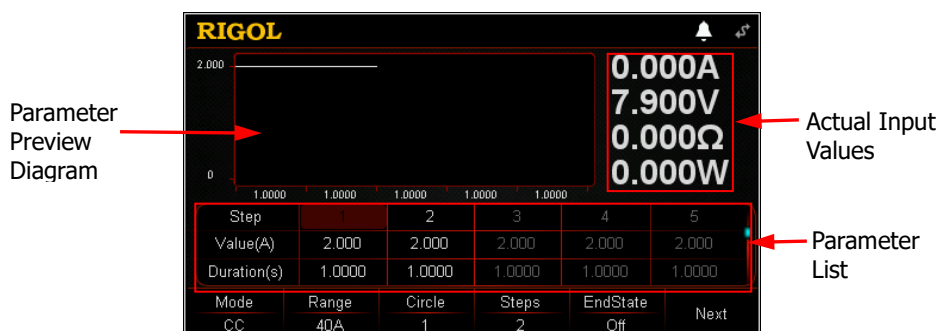 RIGOL
2.000
0
1.0000 1.0000 1.0000 1.0000 1.0000
0.000A
7.900V
0.000Ω
0.000W
Parameter
Preview
Diagram
Actual Input
Values
Step 1 2 3 4 5
Value(A) 2.000 2.000 2.000 2.000 2.000
Duration(s) 1.0000 1.0000 1.0000 1.0000 1.0000
Parameter
List
Mode Range Circle Steps EndState Next
CC 40A 1 2 Off